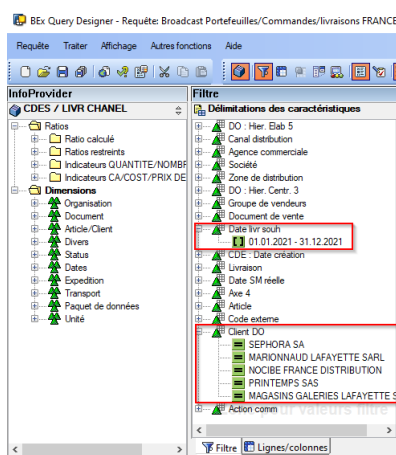 BEx Query Designer - Requête: Broadcast Portefeuilles/Commandes/livraisons FRANCE
Requête Traiter Affichage Autres fonctions Aide
InfoProvider
CDES / LIVR CHANEL
Ratios
Ratio calculé
Ratios restreints
Indicateurs QUANTITE/NOMBR
Indicateurs CA/COST/PRIX DE
Dimensions
Organisation
Document
Article/Client
Divers
Status
Dates
Expedition
Transport
Paquet de données
Unité
Filtre
Délimitations des caractéristiques
DO : Hier. Etab 5
Canal distribution
Agence commerciale
Société
Zone de distribution
DO : Hier. Centr. 3
Groupe de vendeurs
Document de vente
Date livr souh
[ ] 01.01.2021 - 31.12.2021
CDE : Date création
Livraison
Date SM réelle
Axe 4
Article
Code externe
Client DO
SEPHORA SA
MARIONNAUD LAFAYETTE SARL
NOCIBE FRANCE DISTRIBUTION
PRINTEMPS SAS
MAGASINS GALERIES LAFAYETTE S
Action comm
valeurs filtre
Filtre Lignes/colonnes